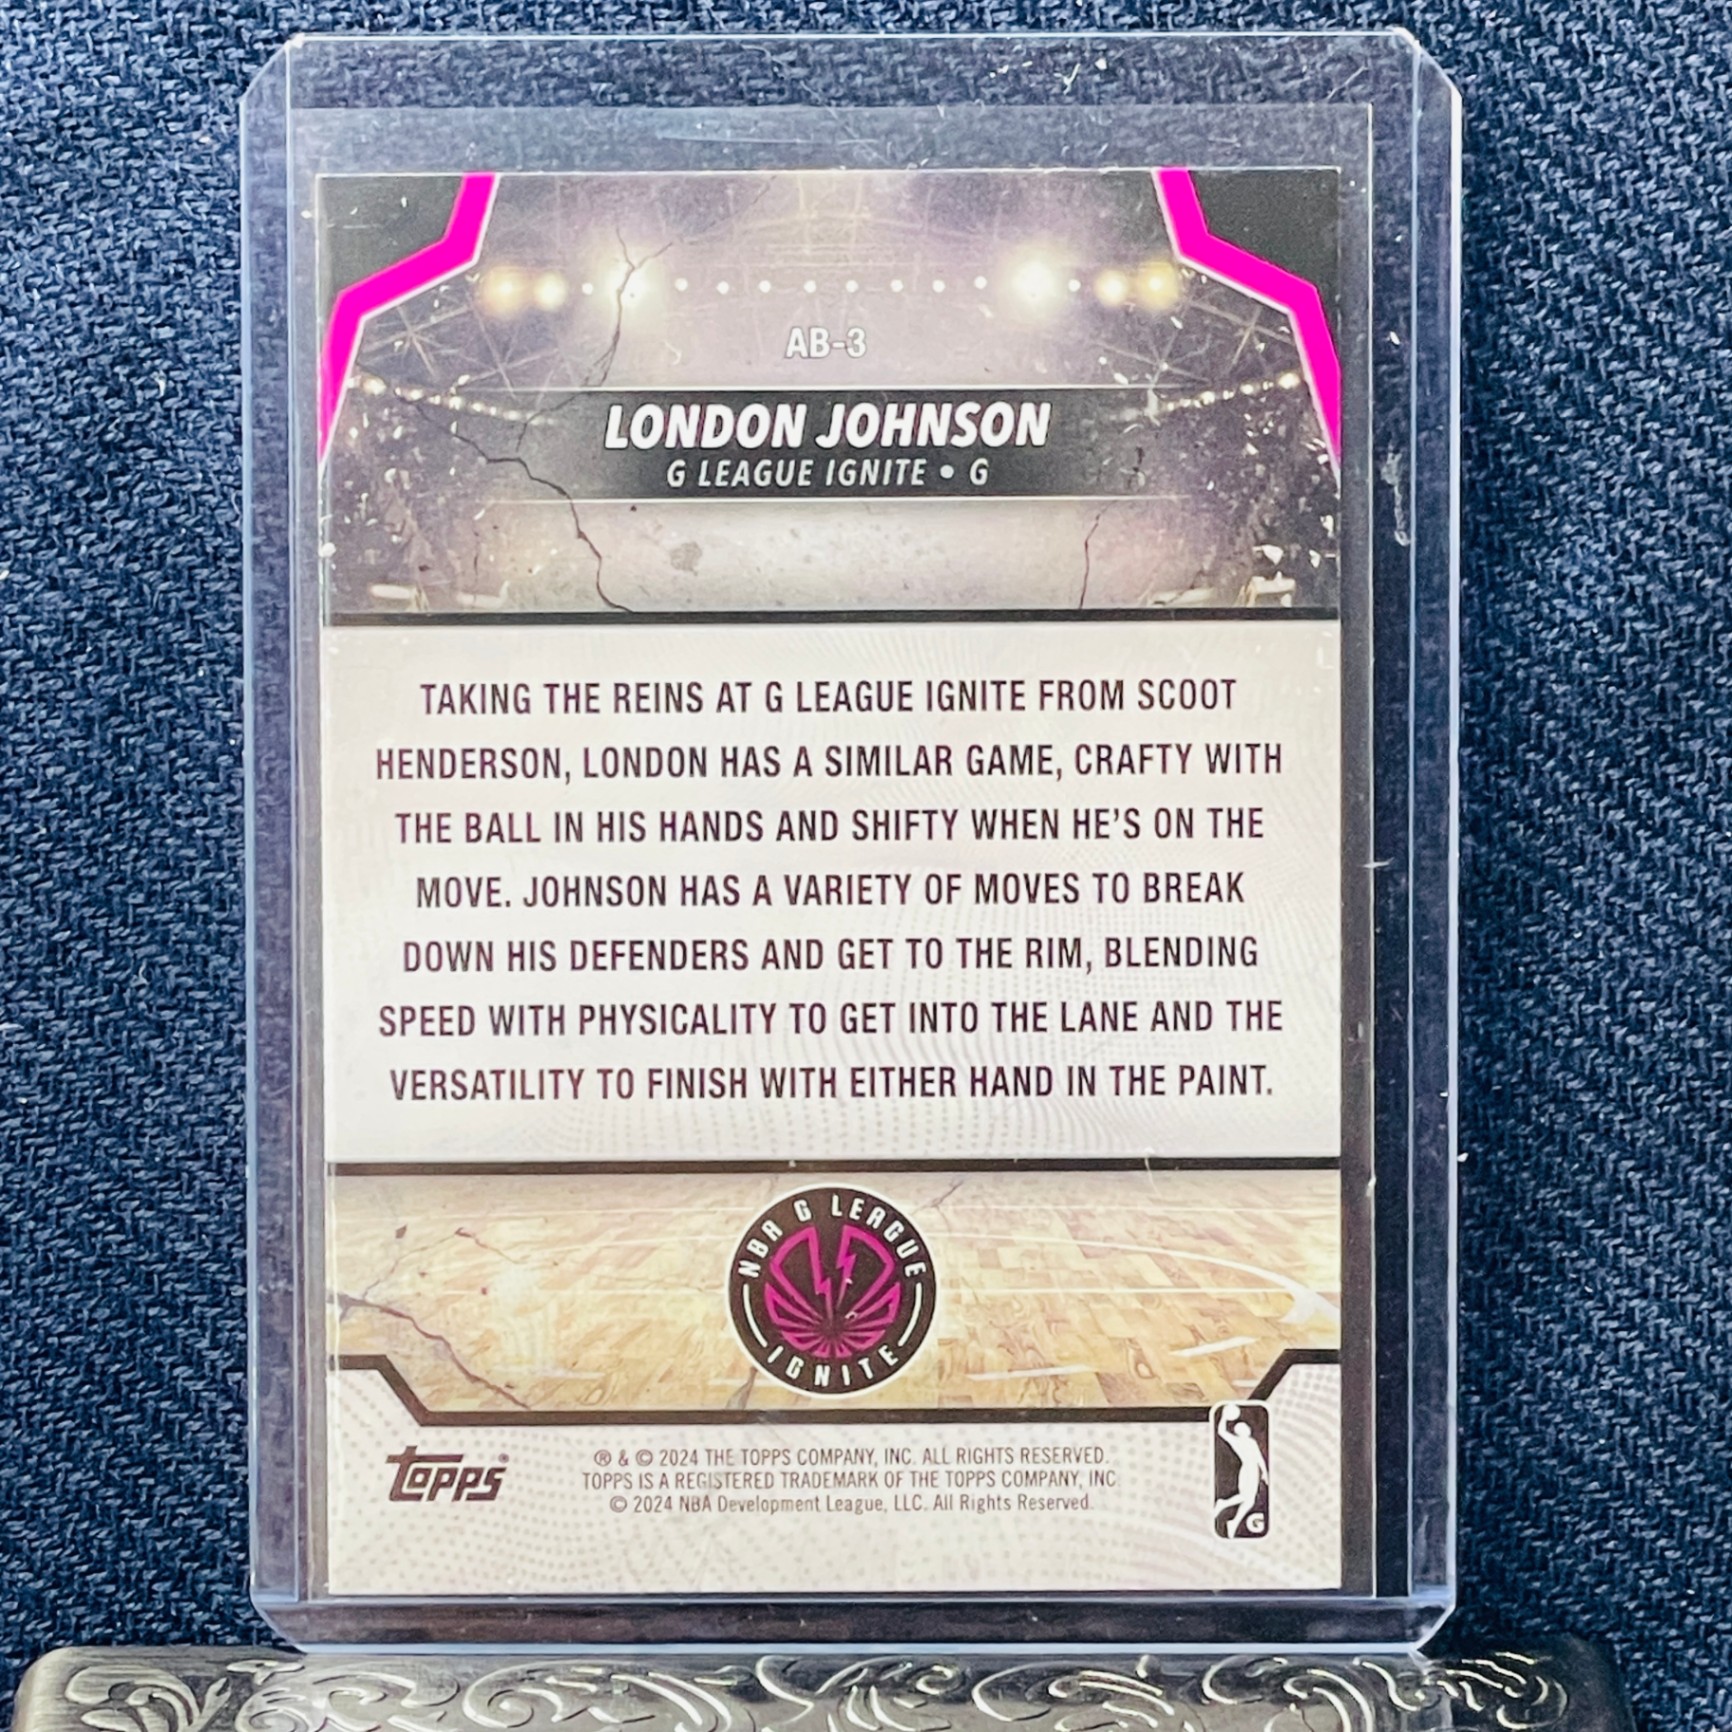 AB-3
LONDON JOHNSON
G LEAGUE IGNITE • G
TAKING THE REINS AT G LEAGUE IGNITE FROM SCOOT
HENDERSON, LONDON HAS A SIMILAR GAME, CRAFTY WITH
THE BALL IN HIS HANDS AND SHIFTY WHEN HE'S ON THE
MOVE. JOHNSON HAS A VARIETY OF MOVES TO BREAK
DOWN HIS DEFENDERS AND GET TO THE RIM, BLENDING
SPEED WITH PHYSICALITY TO GET INTO THE LANE AND THE
VERSATILITY TO FINISH WITH EITHER HAND IN THE PAINT.
NBA G LEAGUE
IGNITE
topps®
® & © 2024 THE TOPPS COMPANY, INC. ALL RIGHTS RESERVED.
TOPPS IS A REGISTERED TRADEMARK OF THE TOPPS COMPANY, INC
© 2024 NBA Development League, LLC. All Rights Reserved.
G